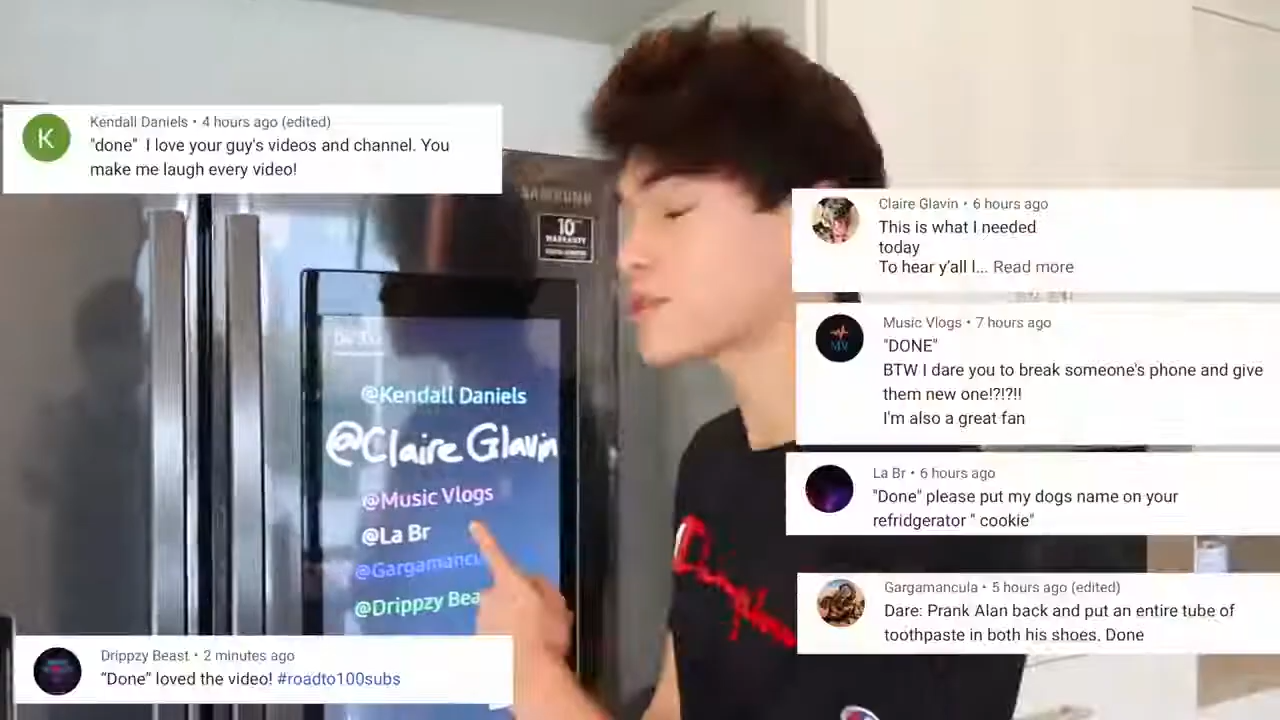 Kendall Daniels • 4 hours ago (edited)
"done" I love your guy's videos and channel. You
make me laugh every video!
SAMSUNG
10
WARRANTY
@Kendall Daniels
@Claire Glavin
@Music Vlogs
@La Br
@Gargamancu
@Drippzy Bea
Claire Glavin • 6 hours ago
This is what I needed
today
To hear y'all l... Read more
Music Vlogs • 7 hours ago
"DONE"
BTW I dare you to break someone's phone and give
them new one!?!?!!
I'm also a great fan
La Br • 6 hours ago
"Done" please put my dogs name on your
refridgerator " cookie"
Gargamancula • 5 hours ago (edited)
Dare: Prank Alan back and put an entire tube of
toothpaste in both his shoes. Done
Drippzy Beast • 2 minutes ago
“Done” loved the video! #roadto100subs
K